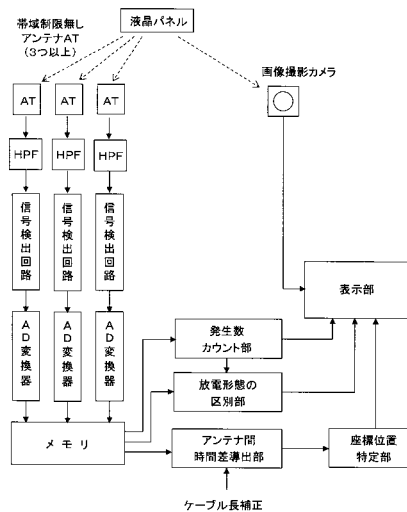 液晶パネル
帯域制限無し
アンテナAT
(3つ以上)
画像撮影カメラ
AT
AT
AT
HPF
HPF
HPF
信号検出回路
信号検出回路
信号検出回路
表示部
AD変換器
AD変換器
AD変換器
発生数
カウント部
放電形態の
区別部
メモリ
アンテナ間
時間差導出部
座標位置
特定部
ケーブル長補正